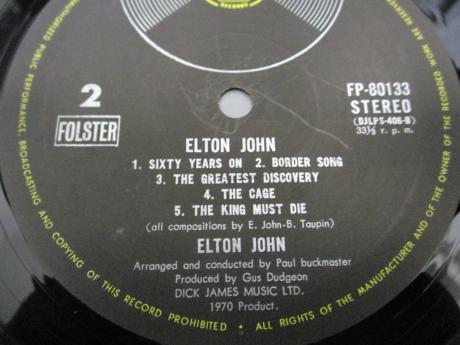 RECORDS
2
FOLSTER
FP-80133
STEREO
(DJLPS-406-B)
33⅓ r. p. m.
ELTON JOHN
1. SIXTY YEARS ON 2. BORDER SONG
3. THE GREATEST DISCOVERY
4. THE CAGE
5. THE KING MUST DIE
(all compositions by E. John-B. Taupin)
ELTON JOHN
Arranged and conducted by Paul buckmaster
Produced by Gus Dudgeon
DICK JAMES MUSIC LTD.
1970 Product.
UNAUTHORIZED PUBLIC PERFORMANCE, BROADCASTING AND COPYING OF THIS RECORD PROHIBITED • ALL RIGHTS OF THE MANUFACTURER AND OF THE OWNER OF THE RECORDED WORK ARE RESERVED